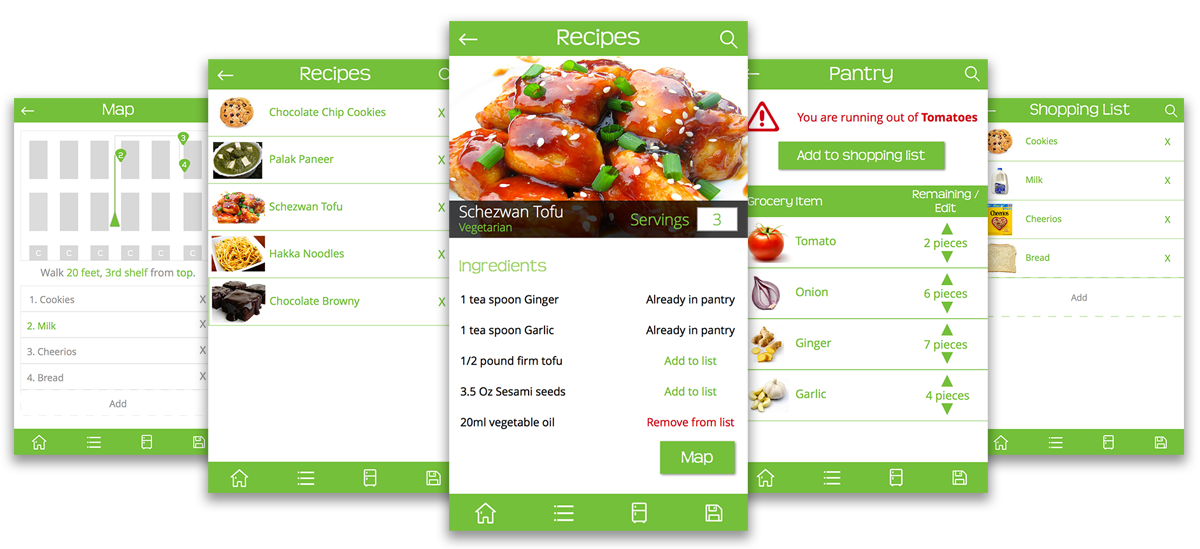 Map
2
3
4
C C C C C C
Walk 20 feet, 3rd shelf from top.
1. Cookies X
2. Milk X
3. Cheerios X
4. Bread X
Add
Recipes
Chocolate Chip Cookies X
Palak Paneer X
Schezwan Tofu X
Hakka Noodles X
Chocolate Browny X
Recipes
Schezwan Tofu
Vegetarian
Servings 3
Ingredients
1 tea spoon Ginger Already in pantry
1 tea spoon Garlic Already in pantry
1/2 pound firm tofu Add to list
3.5 Oz Sesami seeds Add to list
20ml vegetable oil Remove from list
Map
Pantry
You are running out of Tomatoes
Add to shopping list
Grocery Item
Remaining /
Edit
Tomato 2 pieces
Onion 6 pieces
Ginger 7 pieces
Garlic 4 pieces
Shopping List
Cookies X
Milk X
Cheerios X
Cheerios
Bread X
Add